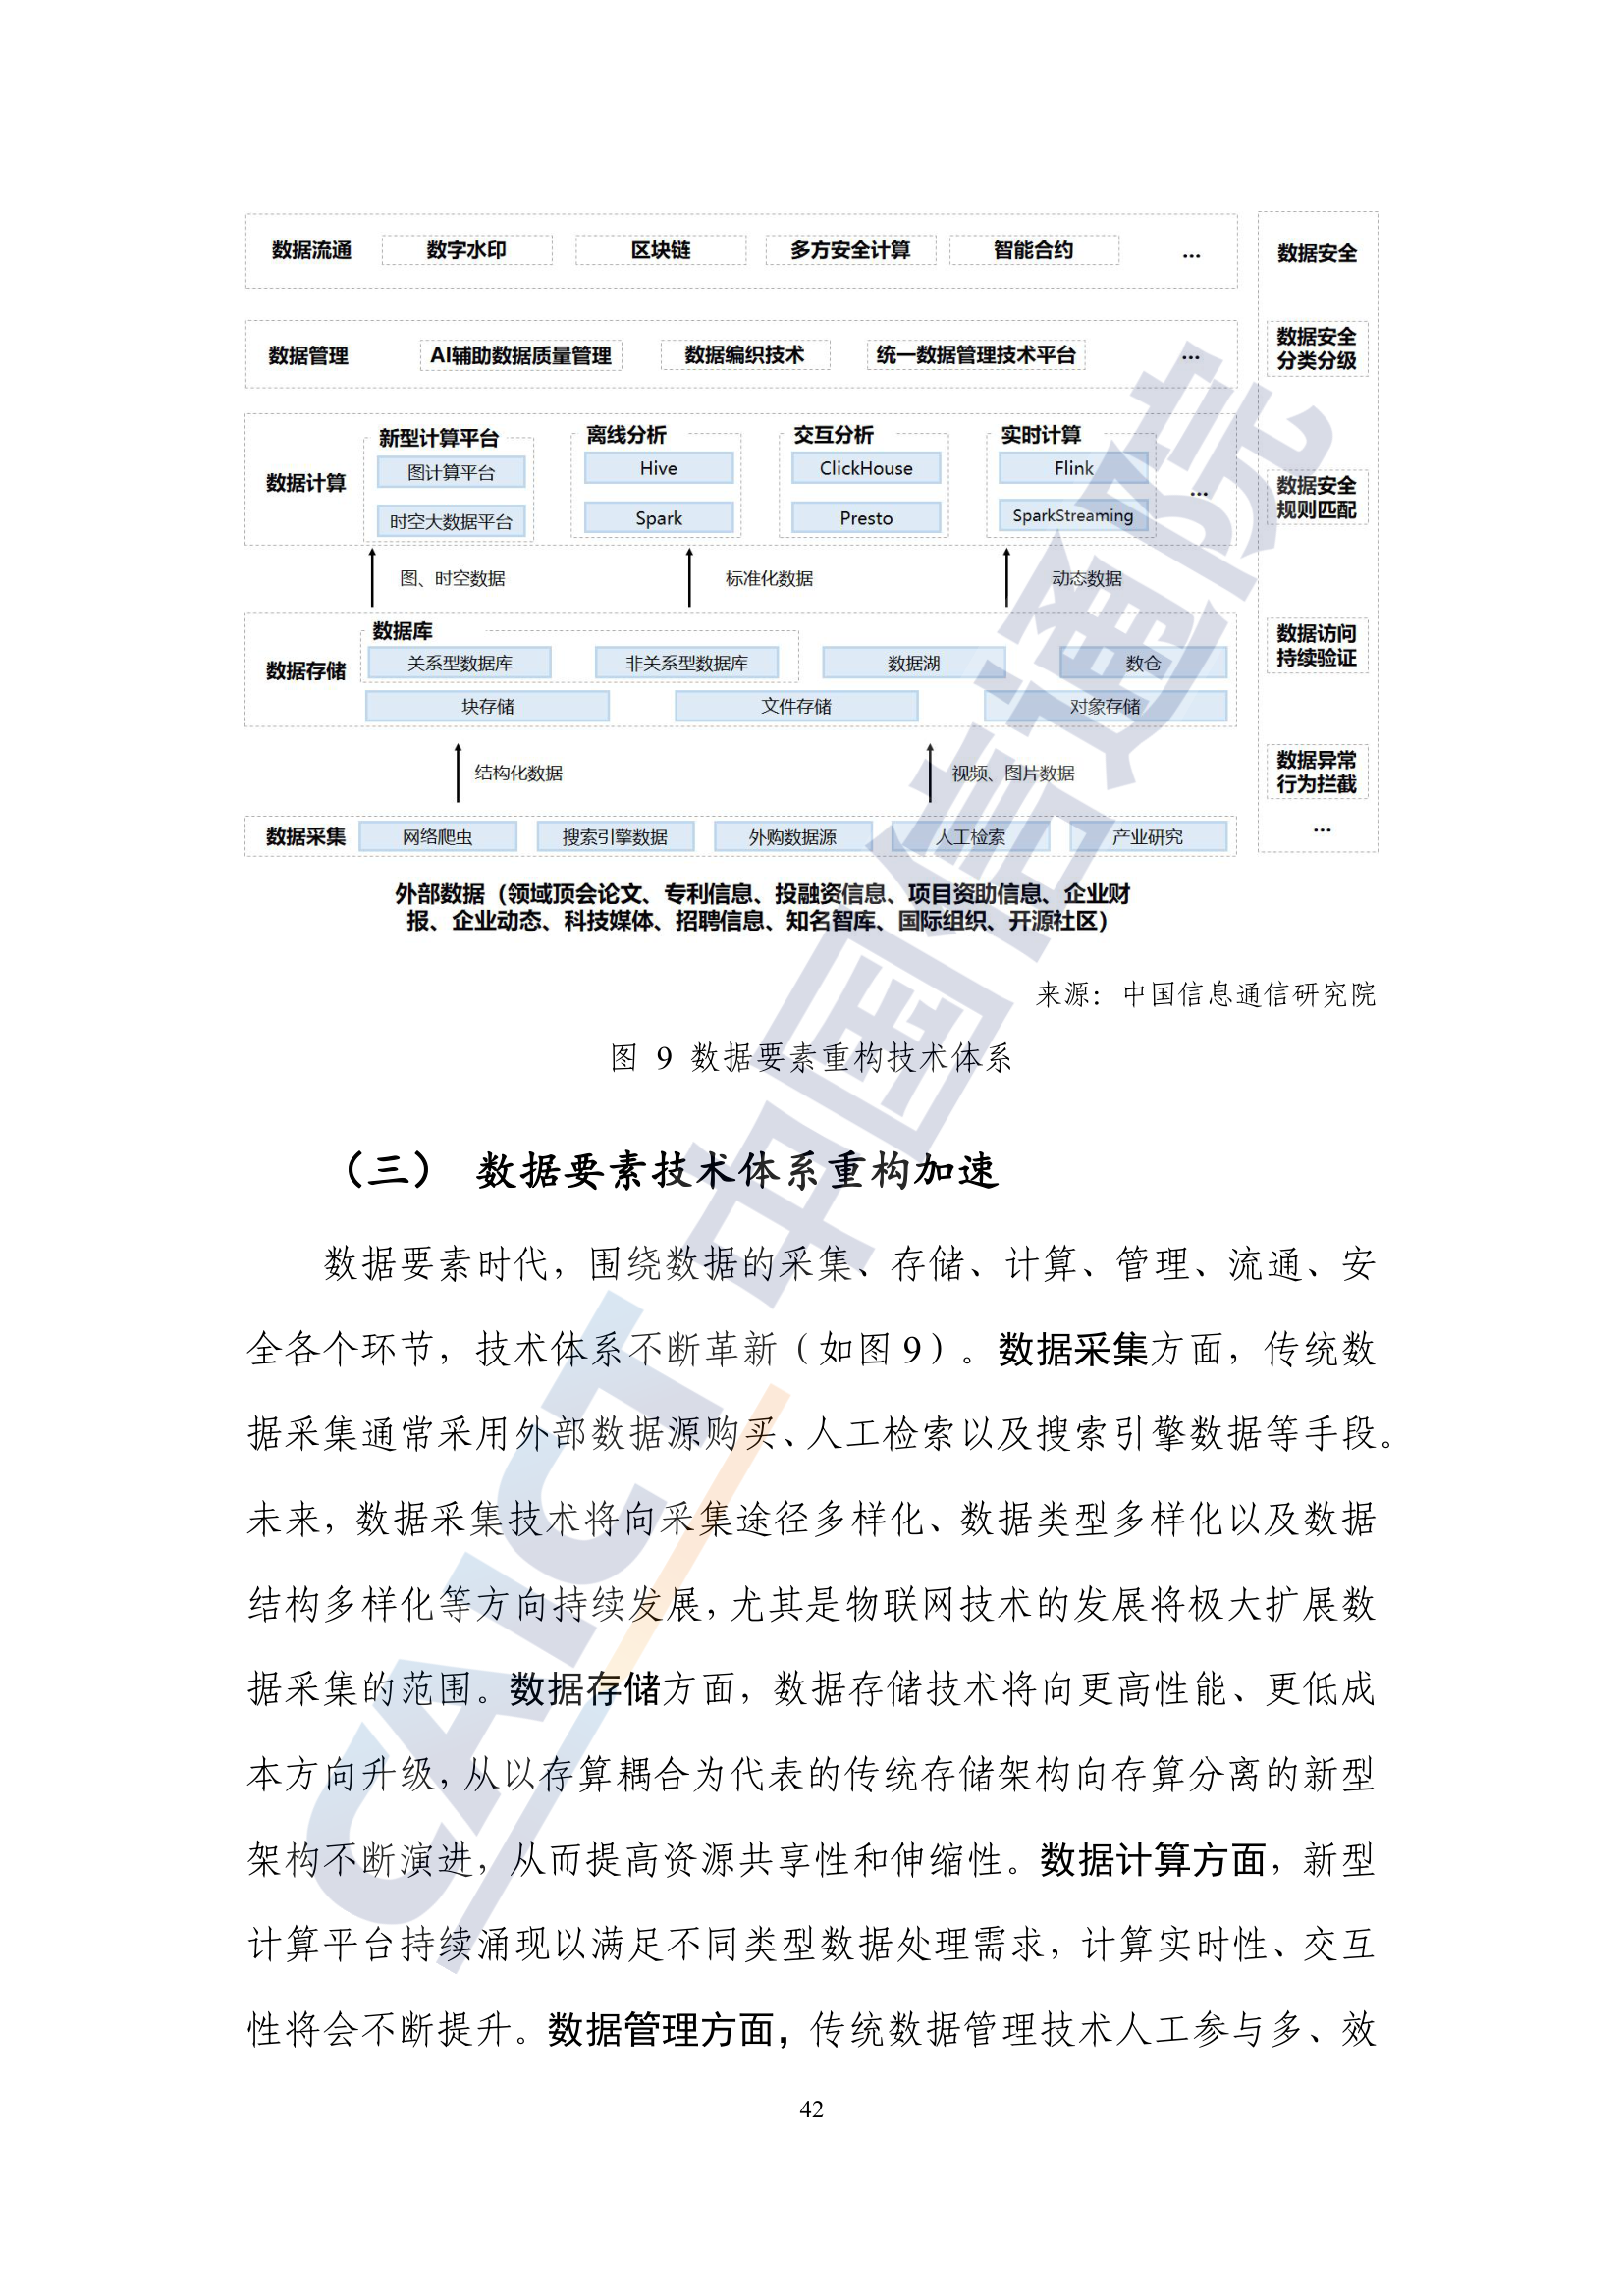 数据流通 数字水印 区块链 多方安全计算 智能合约 ...
数据管理 AI辅助数据质量管理 数据编织技术 统一数据管理技术平台 ...
数据计算
新型计算平台
图计算平台
时空大数据平台
离线分析
Hive
Spark
交互分析
ClickHouse
Presto
实时计算
Flink
SparkStreaming
...
图、时空数据 标准化数据 动态数据
数据存储
数据库
关系型数据库 非关系型数据库 数据湖 数仓
块存储 文件存储 对象存储
结构化数据 视频、图片数据
数据采集 网络爬虫 搜索引擎数据 外购数据源 人工检索 产业研究
数据安全
数据安全
分类分级
数据安全
规则匹配
数据访问
持续验证
数据异常
行为拦截
...
外部数据（领域顶会论文、专利信息、投融资信息、项目资助信息、企业财
报、企业动态、科技媒体、招聘信息、知名智库、国际组织、开源社区）
来源：中国信息通信研究院
图 9 数据要素重构技术体系
（三） 数据要素技术体系重构加速
数据要素时代，围绕数据的采集、存储、计算、管理、流通、安
全各个环节，技术体系不断革新（如图 9）。数据采集方面，传统数
据采集通常采用外部数据源购买、人工检索以及搜索引擎数据等手段。
未来，数据采集技术将向采集途径多样化、数据类型多样化以及数据
结构多样化等方向持续发展，尤其是物联网技术的发展将极大扩展数
据采集的范围。数据存储方面，数据存储技术将向更高性能、更低成
本方向升级，从以存算耦合为代表的传统存储架构向存算分离的新型
架构不断演进，从而提高资源共享性和伸缩性。数据计算方面，新型
计算平台持续涌现以满足不同类型数据处理需求，计算实时性、交互
性将会不断提升。数据管理方面，传统数据管理技术人工参与多、效
42
CAICT 中国信通院